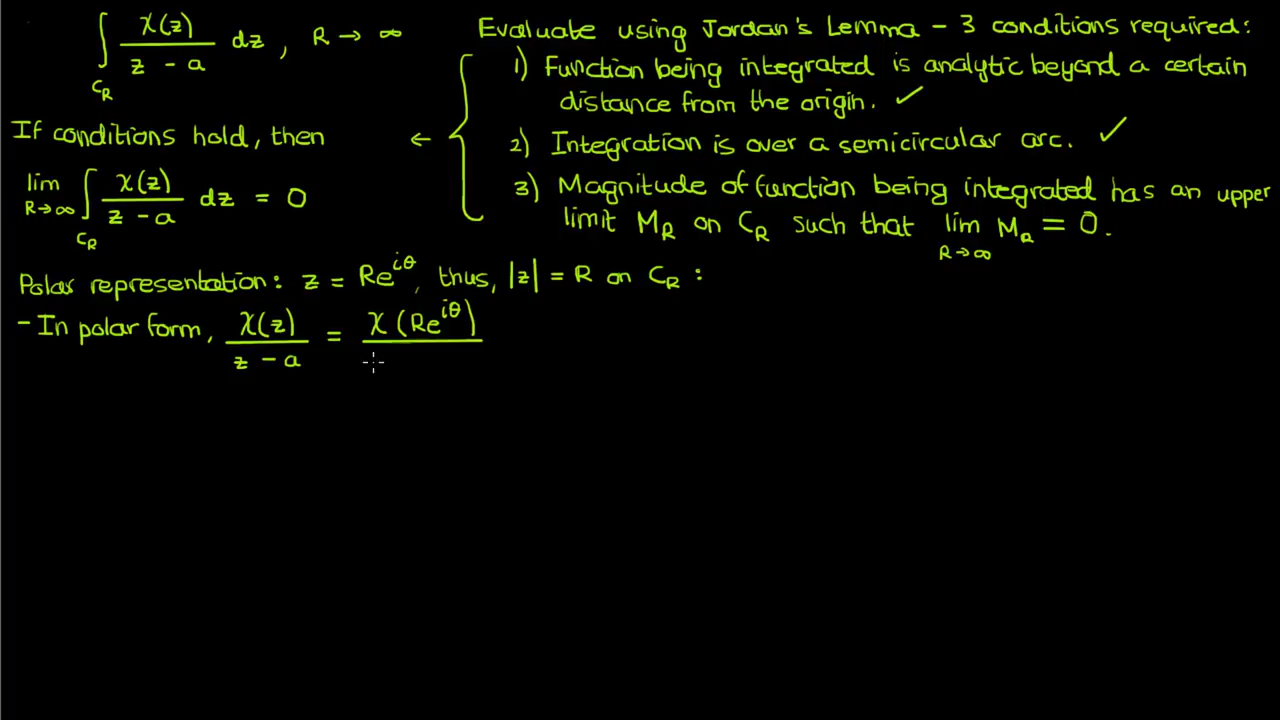 ∫_{C_R} χ(z)/(z − a) dz , R → ∞
Evaluate using Jordan's Lemma – 3 conditions required:
1) Function being integrated is analytic beyond a certain
distance from the origin. ✓
2) Integration is over a semicircular arc. ✓
3) Magnitude of function being integrated has an upper
limit M_R on C_R such that lim_{R→∞} M_R = 0.
If conditions hold, then ←
lim_{R→∞} ∫_{C_R} χ(z)/(z − a) dz = 0
Polar representation: z = Re^{iθ}, thus, |z| = R on C_R :
– In polar form, χ(z)/(z − a) = χ(Re^{iθ})